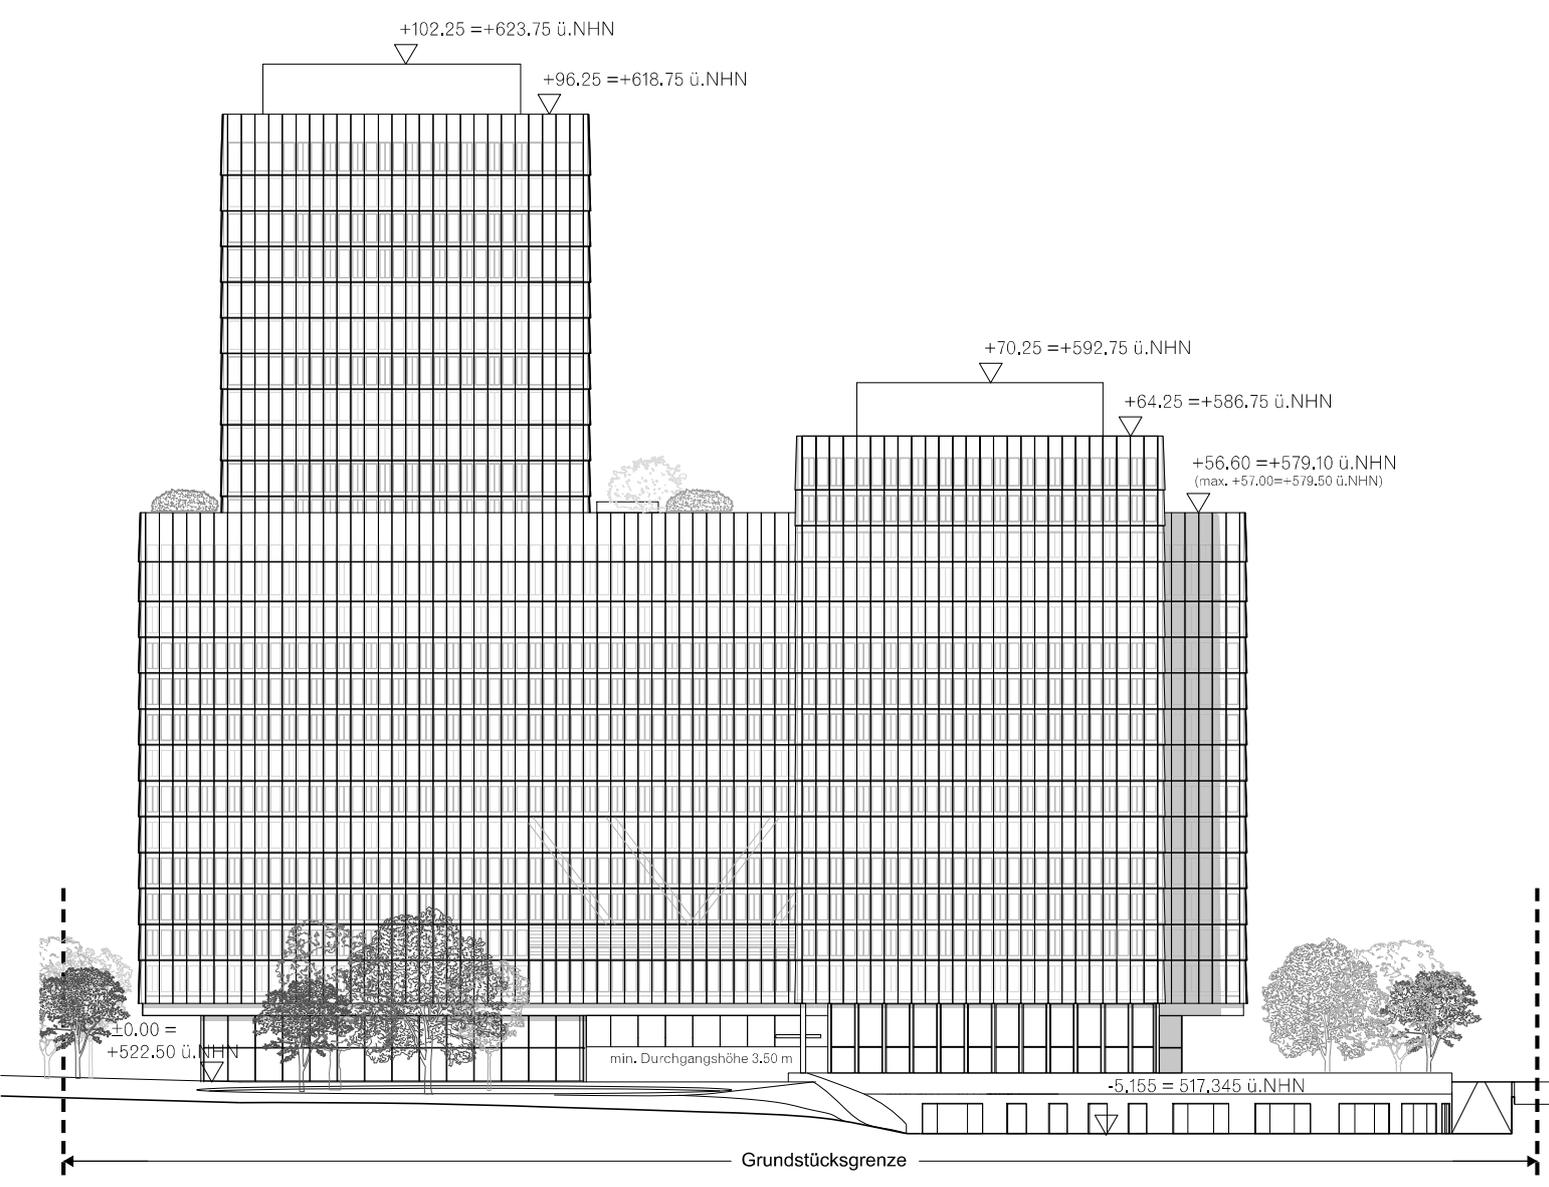 +102.25 =+623.75 ü.NHN
+96.25 =+618.75 ü.NHN
+70.25 =+592.75 ü.NHN
+64.25 =+586.75 ü.NHN
+56.60 =+579.10 ü.NHN
(max. +57.00=+579.50 ü.NHN)
±0.00 =
+522.50 ü.NHN
min. Durchgangshöhe 3.50 m
-5.155 = 517.345 ü.NHN
Grundstücksgrenze